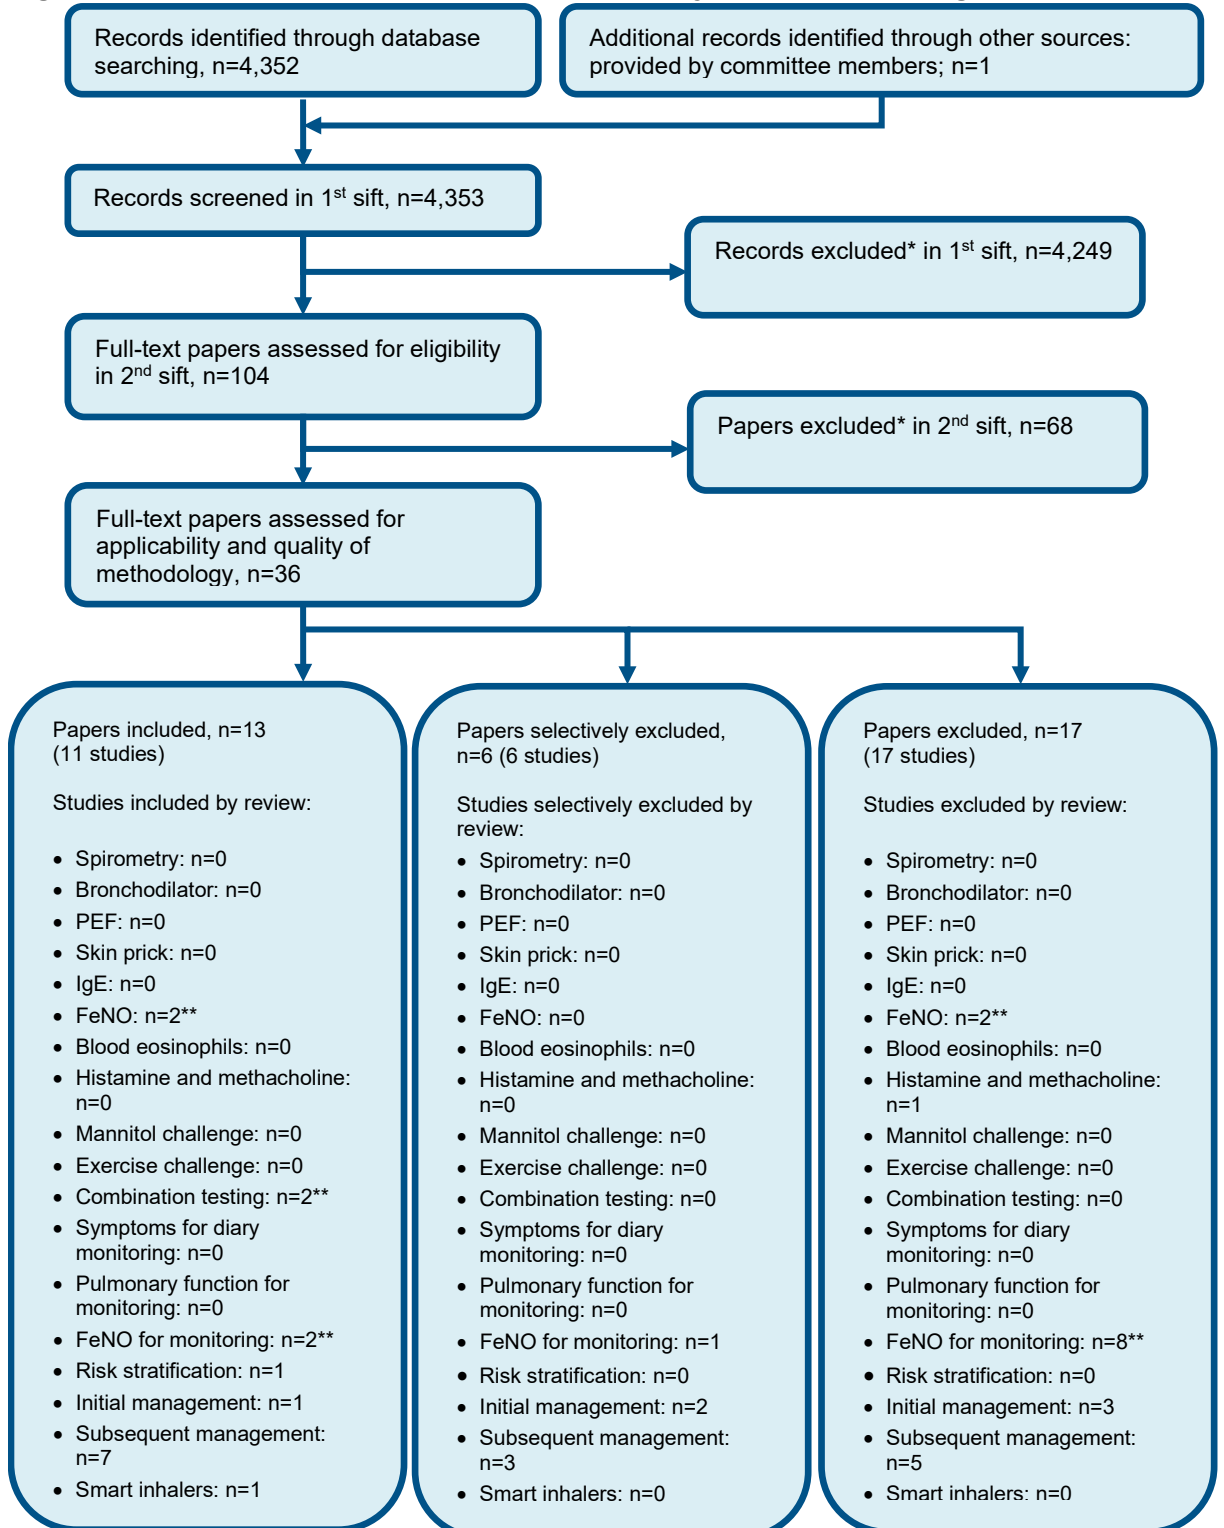 Records identified through database
searching, n=4,352
Additional records identified through other sources:
provided by committee members; n=1
Records screened in 1st sift, n=4,353
Records excluded* in 1st sift, n=4,249
Full-text papers assessed for eligibility
in 2nd sift, n=104
Papers excluded* in 2nd sift, n=68
Full-text papers assessed for
applicability and quality of
methodology, n=36
Papers included, n=13
(11 studies)
Studies included by review:
• Spirometry: n=0
• Bronchodilator: n=0
• PEF: n=0
• Skin prick: n=0
• IgE: n=0
• FeNO: n=2**
• Blood eosinophils: n=0
• Histamine and methacholine:
n=0
• Mannitol challenge: n=0
• Exercise challenge: n=0
• Combination testing: n=2**
• Symptoms for diary
monitoring: n=0
• Pulmonary function for
monitoring: n=0
• FeNO for monitoring: n=2**
• Risk stratification: n=1
• Initial management: n=1
• Subsequent management:
n=7
• Smart inhalers: n=1
Papers selectively excluded,
n=6 (6 studies)
Studies selectively excluded by
review:
• Spirometry: n=0
• Bronchodilator: n=0
• PEF: n=0
• Skin prick: n=0
• IgE: n=0
• FeNO: n=0
• Blood eosinophils: n=0
• Histamine and methacholine:
n=0
• Mannitol challenge: n=0
• Exercise challenge: n=0
• Combination testing: n=0
• Symptoms for diary
monitoring: n=0
• Pulmonary function for
monitoring: n=0
• FeNO for monitoring: n=1
• Risk stratification: n=0
• Initial management: n=2
• Subsequent management:
n=3
• Smart inhalers: n=0
Papers excluded, n=17
(17 studies)
Studies excluded by review:
• Spirometry: n=0
• Bronchodilator: n=0
• PEF: n=0
• Skin prick: n=0
• IgE: n=0
• FeNO: n=2**
• Blood eosinophils: n=0
• Histamine and methacholine:
n=1
• Mannitol challenge: n=0
• Exercise challenge: n=0
• Combination testing: n=0
• Symptoms for diary
monitoring: n=0
• Pulmonary function for
monitoring: n=0
• FeNO for monitoring: n=8**
• Risk stratification: n=0
• Initial management: n=3
• Subsequent management:
n=5
• Smart inhalers: n=0